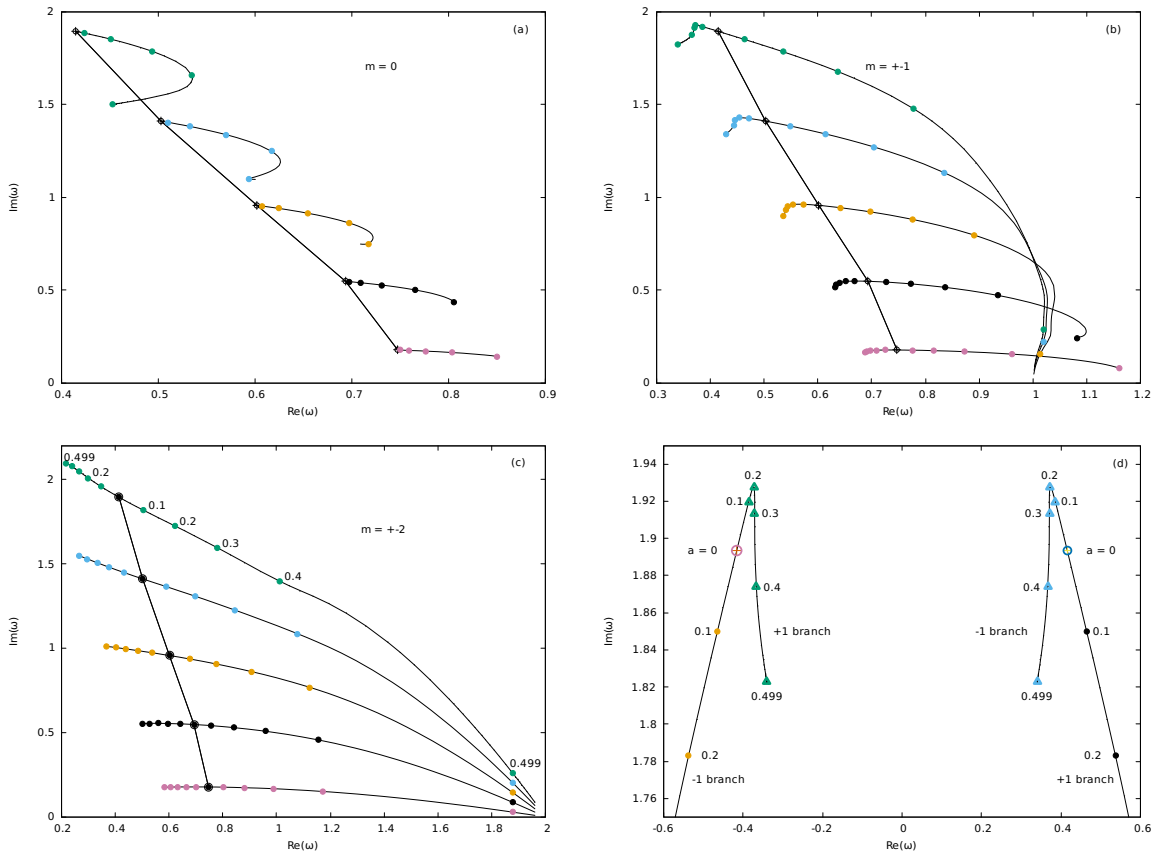 (a)
m = 0
Im(ω)
2
1.5
1
0.5
0
0.4 0.5 0.6 0.7 0.8 0.9
Re(ω)
(b)
m = +-1
Im(ω)
2
1.5
1
0.5
0
0.3 0.4 0.5 0.6 0.7 0.8 0.9 1 1.1 1.2
Re(ω)
(c)
0.499
0.2
0.1
0.2
0.3
0.4
m = +-2
0.499
Im(ω)
2
1.5
1
0.5
0
0.2 0.4 0.6 0.8 1 1.2 1.4 1.6 1.8 2
Re(ω)
(d)
0.2 0.2
0.1 0.1
0.3 0.3
a = 0 a = 0
0.4 0.4
0.1 +1 branch -1 branch 0.1
0.499 0.499
0.2 0.2
-1 branch +1 branch
Im(ω)
1.94
1.92
1.9
1.88
1.86
1.84
1.82
1.8
1.78
1.76
-0.6 -0.4 -0.2 0 0.2 0.4 0.6
Re(ω)